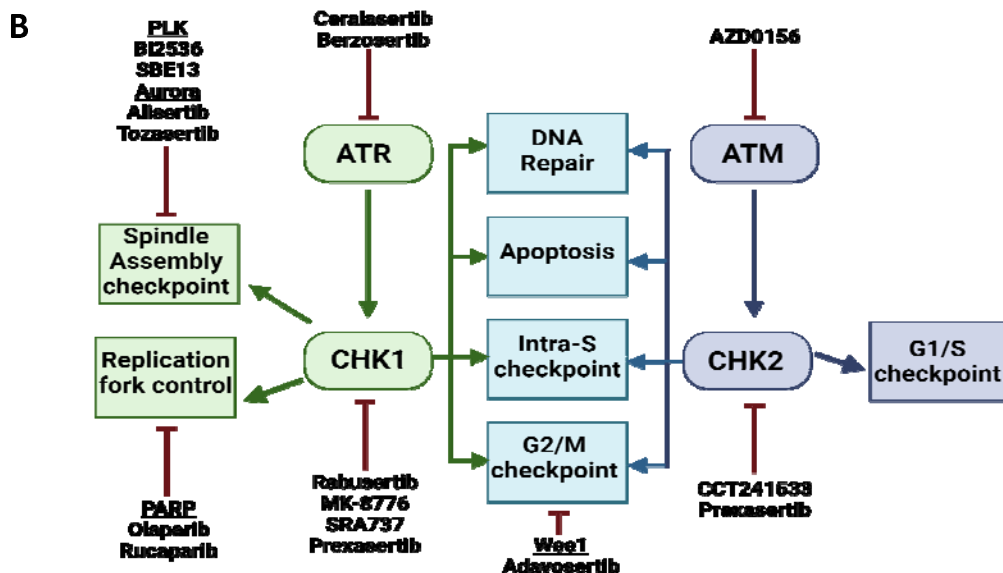 B
PLK
BI2536
SBE13
Aurora
Alisertib
Tozasertib
Ceralasertib
Berzosertib
AZD0156
ATR
DNA
Repair
ATM
Spindle
Assembly
checkpoint
Apoptosis
Replication
fork control
CHK1
Intra-S
checkpoint
CHK2
G1/S
checkpoint
G2/M
checkpoint
PARP
Olaparib
Rucaparib
Rabusertib
MK-8776
SRA737
Prexasertib
Wee1
Adavosertib
CCT241533
Prexasertib